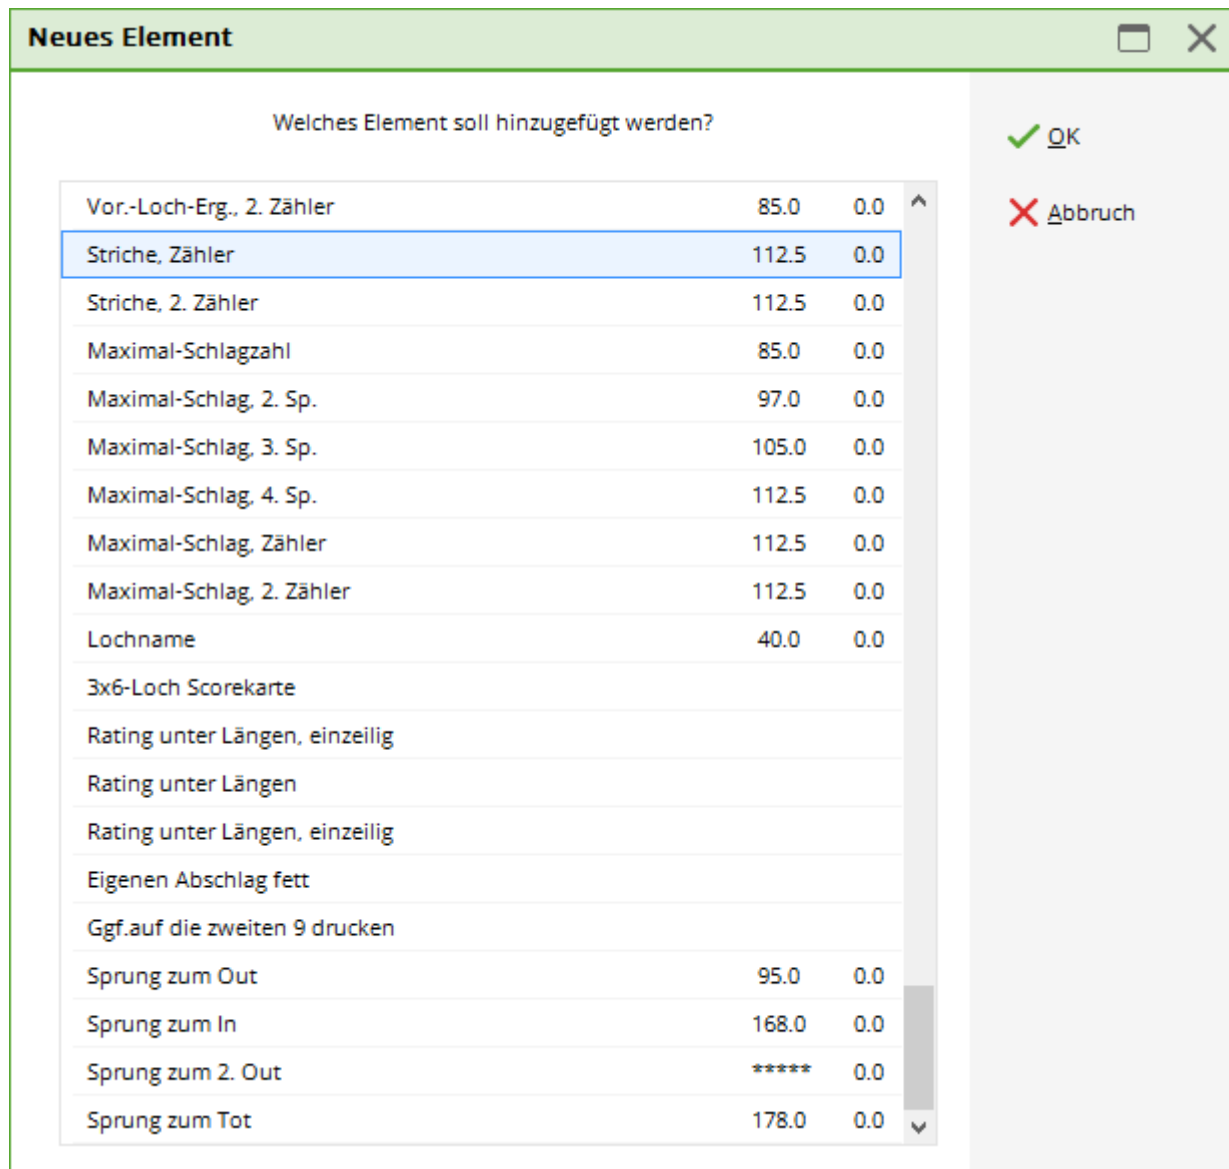 Neues Element
Welches Element soll hinzugefügt werden?
OK
Abbruch
Vor.-Loch-Erg., 2. Zähler 85.0 0.0
Striche, Zähler 112.5 0.0
Striche, 2. Zähler 112.5 0.0
Maximal-Schlagzahl 85.0 0.0
Maximal-Schlag, 2. Sp. 97.0 0.0
Maximal-Schlag, 3. Sp. 105.0 0.0
Maximal-Schlag, 4. Sp. 112.5 0.0
Maximal-Schlag, Zähler 112.5 0.0
Maximal-Schlag, 2. Zähler 112.5 0.0
Lochname 40.0 0.0
3x6-Loch Scorekarte
Rating unter Längen, einzeilig
Rating unter Längen
Rating unter Längen, einzeilig
Eigenen Abschlag fett
Ggf.auf die zweiten 9 drucken
Sprung zum Out 95.0 0.0
Sprung zum In 168.0 0.0
Sprung zum 2. Out ***** 0.0
Sprung zum Tot 178.0 0.0